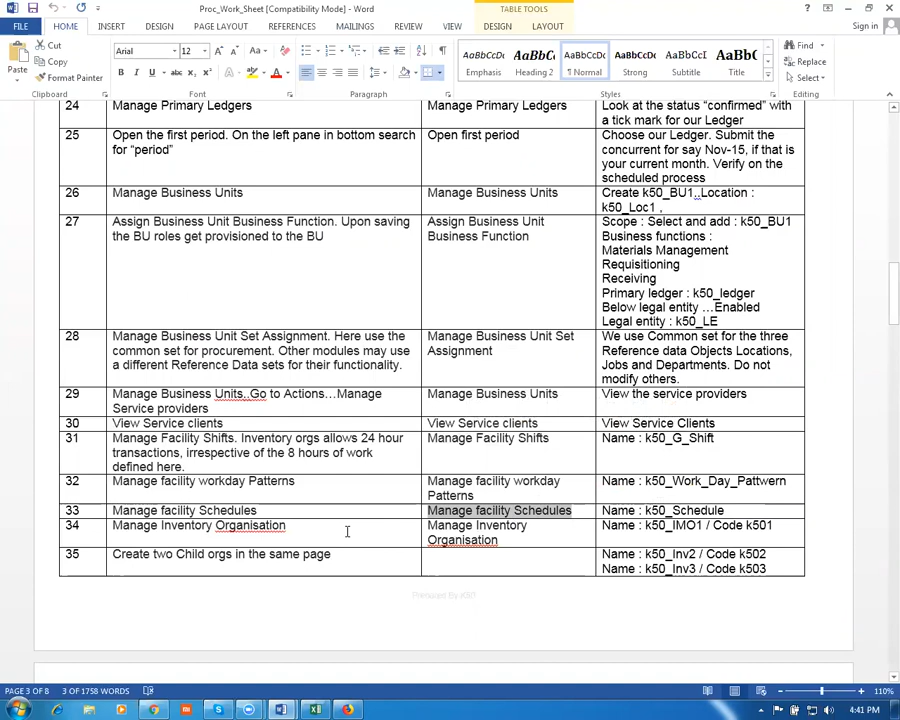 Proc_Work_Sheet [Compatibility Mode] - Word
TABLE TOOLS
FILE HOME INSERT DESIGN PAGE LAYOUT REFERENCES MAILINGS REVIEW VIEW DESIGN LAYOUT
Sign in
Paste
Cut
Copy
Format Painter
Arial 12
AaBbCcDc AaBbC AaBbCcDc AaBbCcDc AaBbCcI AaBbC
Emphasis Heading 2 ¶ Normal Strong Subtitle Title
Find
Replace
Select
Clipboard Font Paragraph Styles Editing
24 Manage Primary Ledgers Manage Primary Ledgers Look at the status “confirmed” with
a tick mark for our Ledger
25 Open the first period. On the left pane in bottom search Open first period Choose our Ledger. Submit the
for “period” concurrent for say Nov-15, if that is
your current month. Verify on the
scheduled process
26 Manage Business Units Manage Business Units Create k50_BU1..Location :
k50_Loc1 ,
27 Assign Business Unit Business Function. Upon saving Assign Business Unit Scope : Select and add : k50_BU1
the BU roles get provisioned to the BU Business Function Business functions :
Materials Management
Requisitioning
Receiving
Primary ledger : k50_ledger
Below legal entity …Enabled
Legal entity : k50_LE
28 Manage Business Unit Set Assignment. Here use the Manage Business Unit Set We use Common set for the three
common set for procurement. Other modules may use Assignment Reference data Objects Locations,
a different Reference Data sets for their functionality. Jobs and Departments. Do not
modify others.
29 Manage Business Units..Go to Actions…Manage Manage Business Units View the service providers
Service providers
30 View Service clients View Service clients View Service Clients
31 Manage Facility Shifts. Inventory orgs allows 24 hour Manage Facility Shifts Name : k50_G_Shift
transactions, irrespective of the 8 hours of work
defined here.
32 Manage facility workday Patterns Manage facility workday Name : k50_Work_Day_Pattwern
Patterns
33 Manage facility Schedules Manage facility Schedules Name : k50_Schedule
34 Manage Inventory Organisation Manage Inventory Name : k50_IMO1 / Code k501
Organisation
35 Create two Child orgs in the same page Name : k50_Inv2 / Code k502
Name : k50_Inv3 / Code k503
PAGE 3 OF 8 3 OF 1758 WORDS 110%
4:41 PM